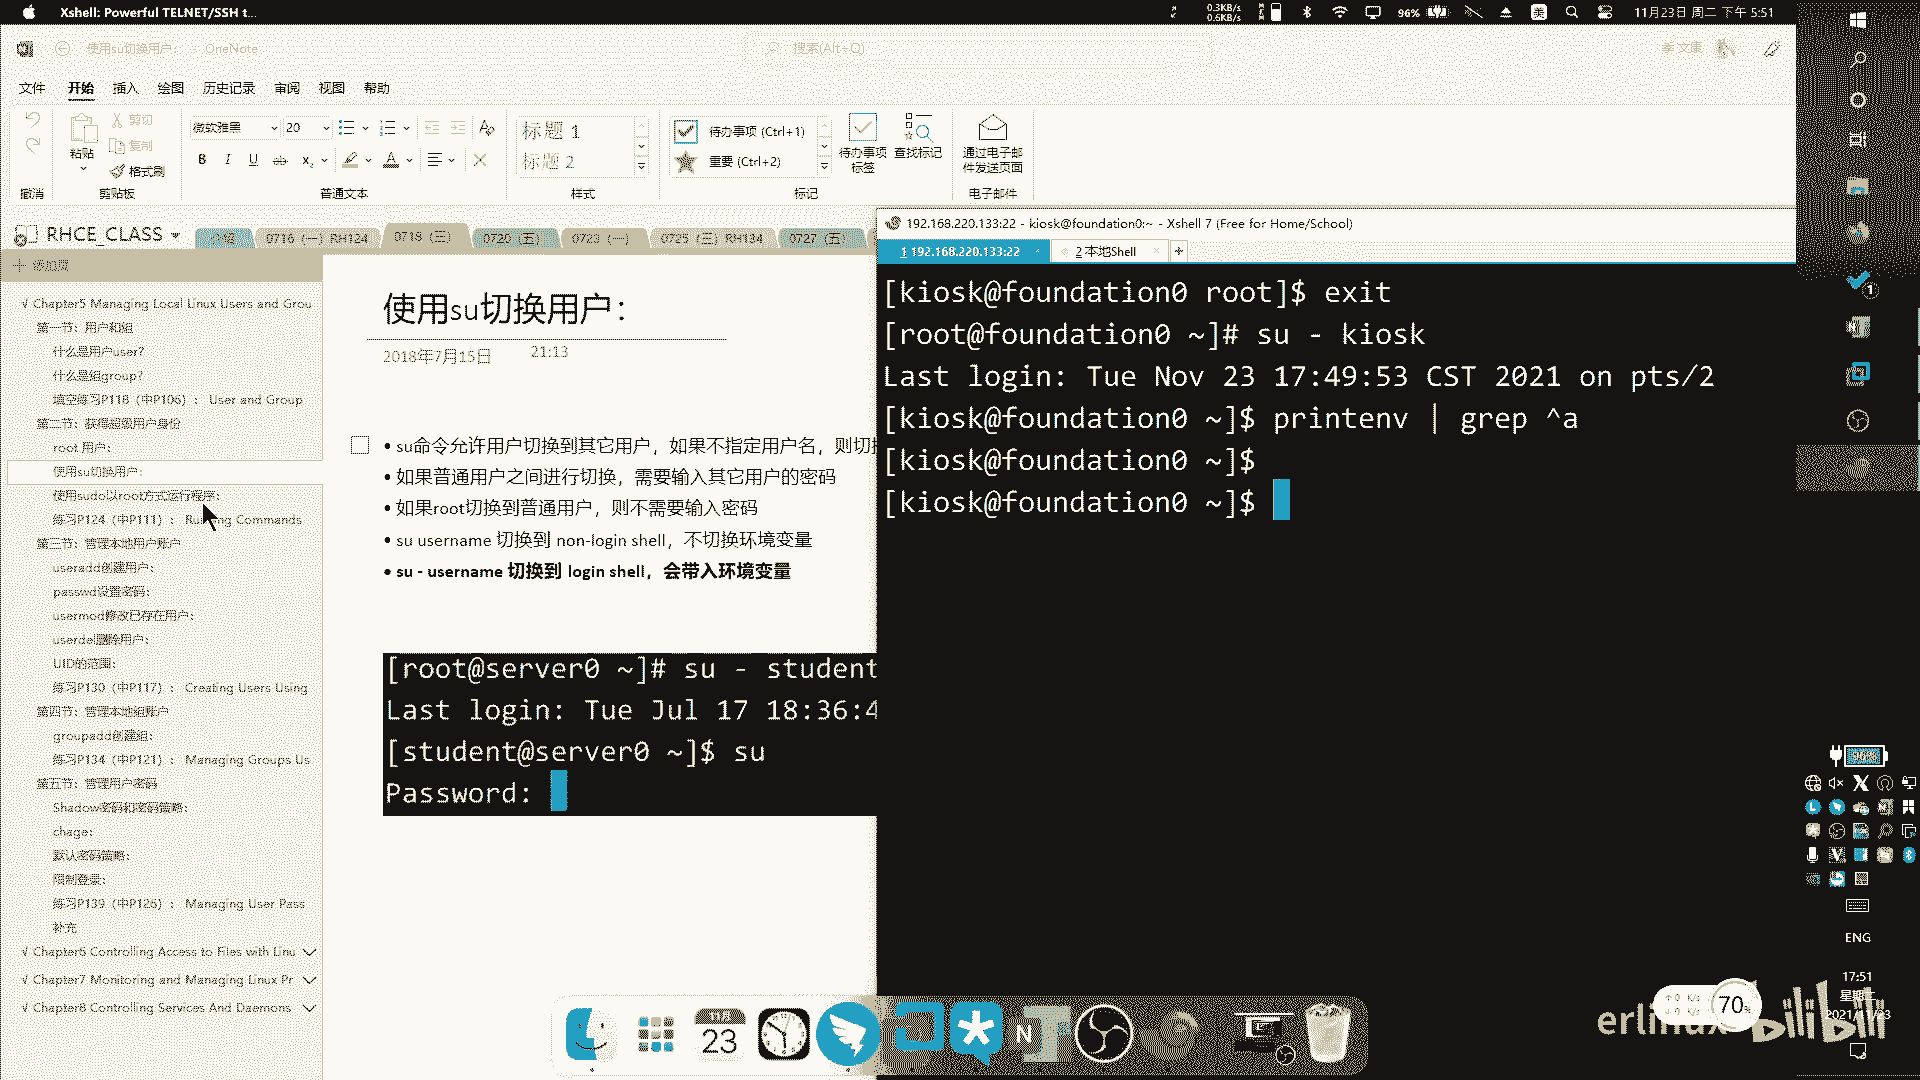 Xshell: Powerful TELNET/SSH t...
0.3KB/s
0.6KB/s
96%
美
11月23日 周二 下午 5:51
使用su切换用户: - OneNote
搜索(Alt+Q)
季 文康
文件 开始 插入 绘图 历史记录 审阅 视图 帮助
粘贴
剪切
复制
格式刷
微软雅黑 20
B I U ab x₂ A
标题 1
标题 2
待办事项 (Ctrl+1)
重要 (Ctrl+2)
待办事项
标签
查找标记
通过电子邮
件发送页面
撤消 剪贴板 普通文本 样式 标记 电子邮件
RHCE_CLASS
0716 (一) RH124
0718 (三)
0720 (五)
0723 (一)
0725 (三) RH134
0727 (五)
添加页
√ Chapter5 Managing Local Linux Users and Grou
第一节: 用户和组
什么是用户user?
什么是组group?
填空练习P118 (中P106) : User and Group
第二节: 获得超级用户身份
root 用户:
使用su切换用户:
使用sudo以root方式运行程序:
练习P124 (中P111) : Running Commands
第三节: 管理本地用户账户
useradd创建用户:
passwd设置密码:
usermod修改已存在用户:
userdel删除用户:
UID的范围:
练习P130 (中P117) : Creating Users Using
第四节: 管理本地组账户
groupadd创建组:
练习P134 (中P121) : Managing Groups Us
第五节: 管理用户密码
Shadow密码和密码策略:
chage:
默认密码策略:
限制登录:
练习P139 (中P126) : Managing User Pass
补充
√ Chapter6 Controlling Access to Files with Linu
√ Chapter7 Monitoring and Managing Linux Pr
√ Chapter8 Controlling Services And Daemons
使用su切换用户:
2018年7月15日 21:13
• su命令允许用户切换到其它用户，如果不指定用户名，则切换
• 如果普通用户之间进行切换，需要输入其它用户的密码
• 如果root切换到普通用户，则不需要输入密码
• su username 切换到 non-login shell，不切换环境变量
• su - username 切换到 login shell，会带入环境变量
[root@server0 ~]# su - student
Last login: Tue Jul 17 18:36:4
[student@server0 ~]$ su
Password:
192.168.220.133:22 - kiosk@foundation0:~ - Xshell 7 (Free for Home/School)
1 192.168.220.133:22
2 本地Shell
+
[kiosk@foundation0 root]$ exit
[root@foundation0 ~]# su - kiosk
Last login: Tue Nov 23 17:49:53 CST 2021 on pts/2
[kiosk@foundation0 ~]$ printenv | grep ^a
[kiosk@foundation0 ~]$
[kiosk@foundation0 ~]$
1
96%
ENG
17:51
星期二
2021/11/23
70%
erlinux bilibili
11月
23